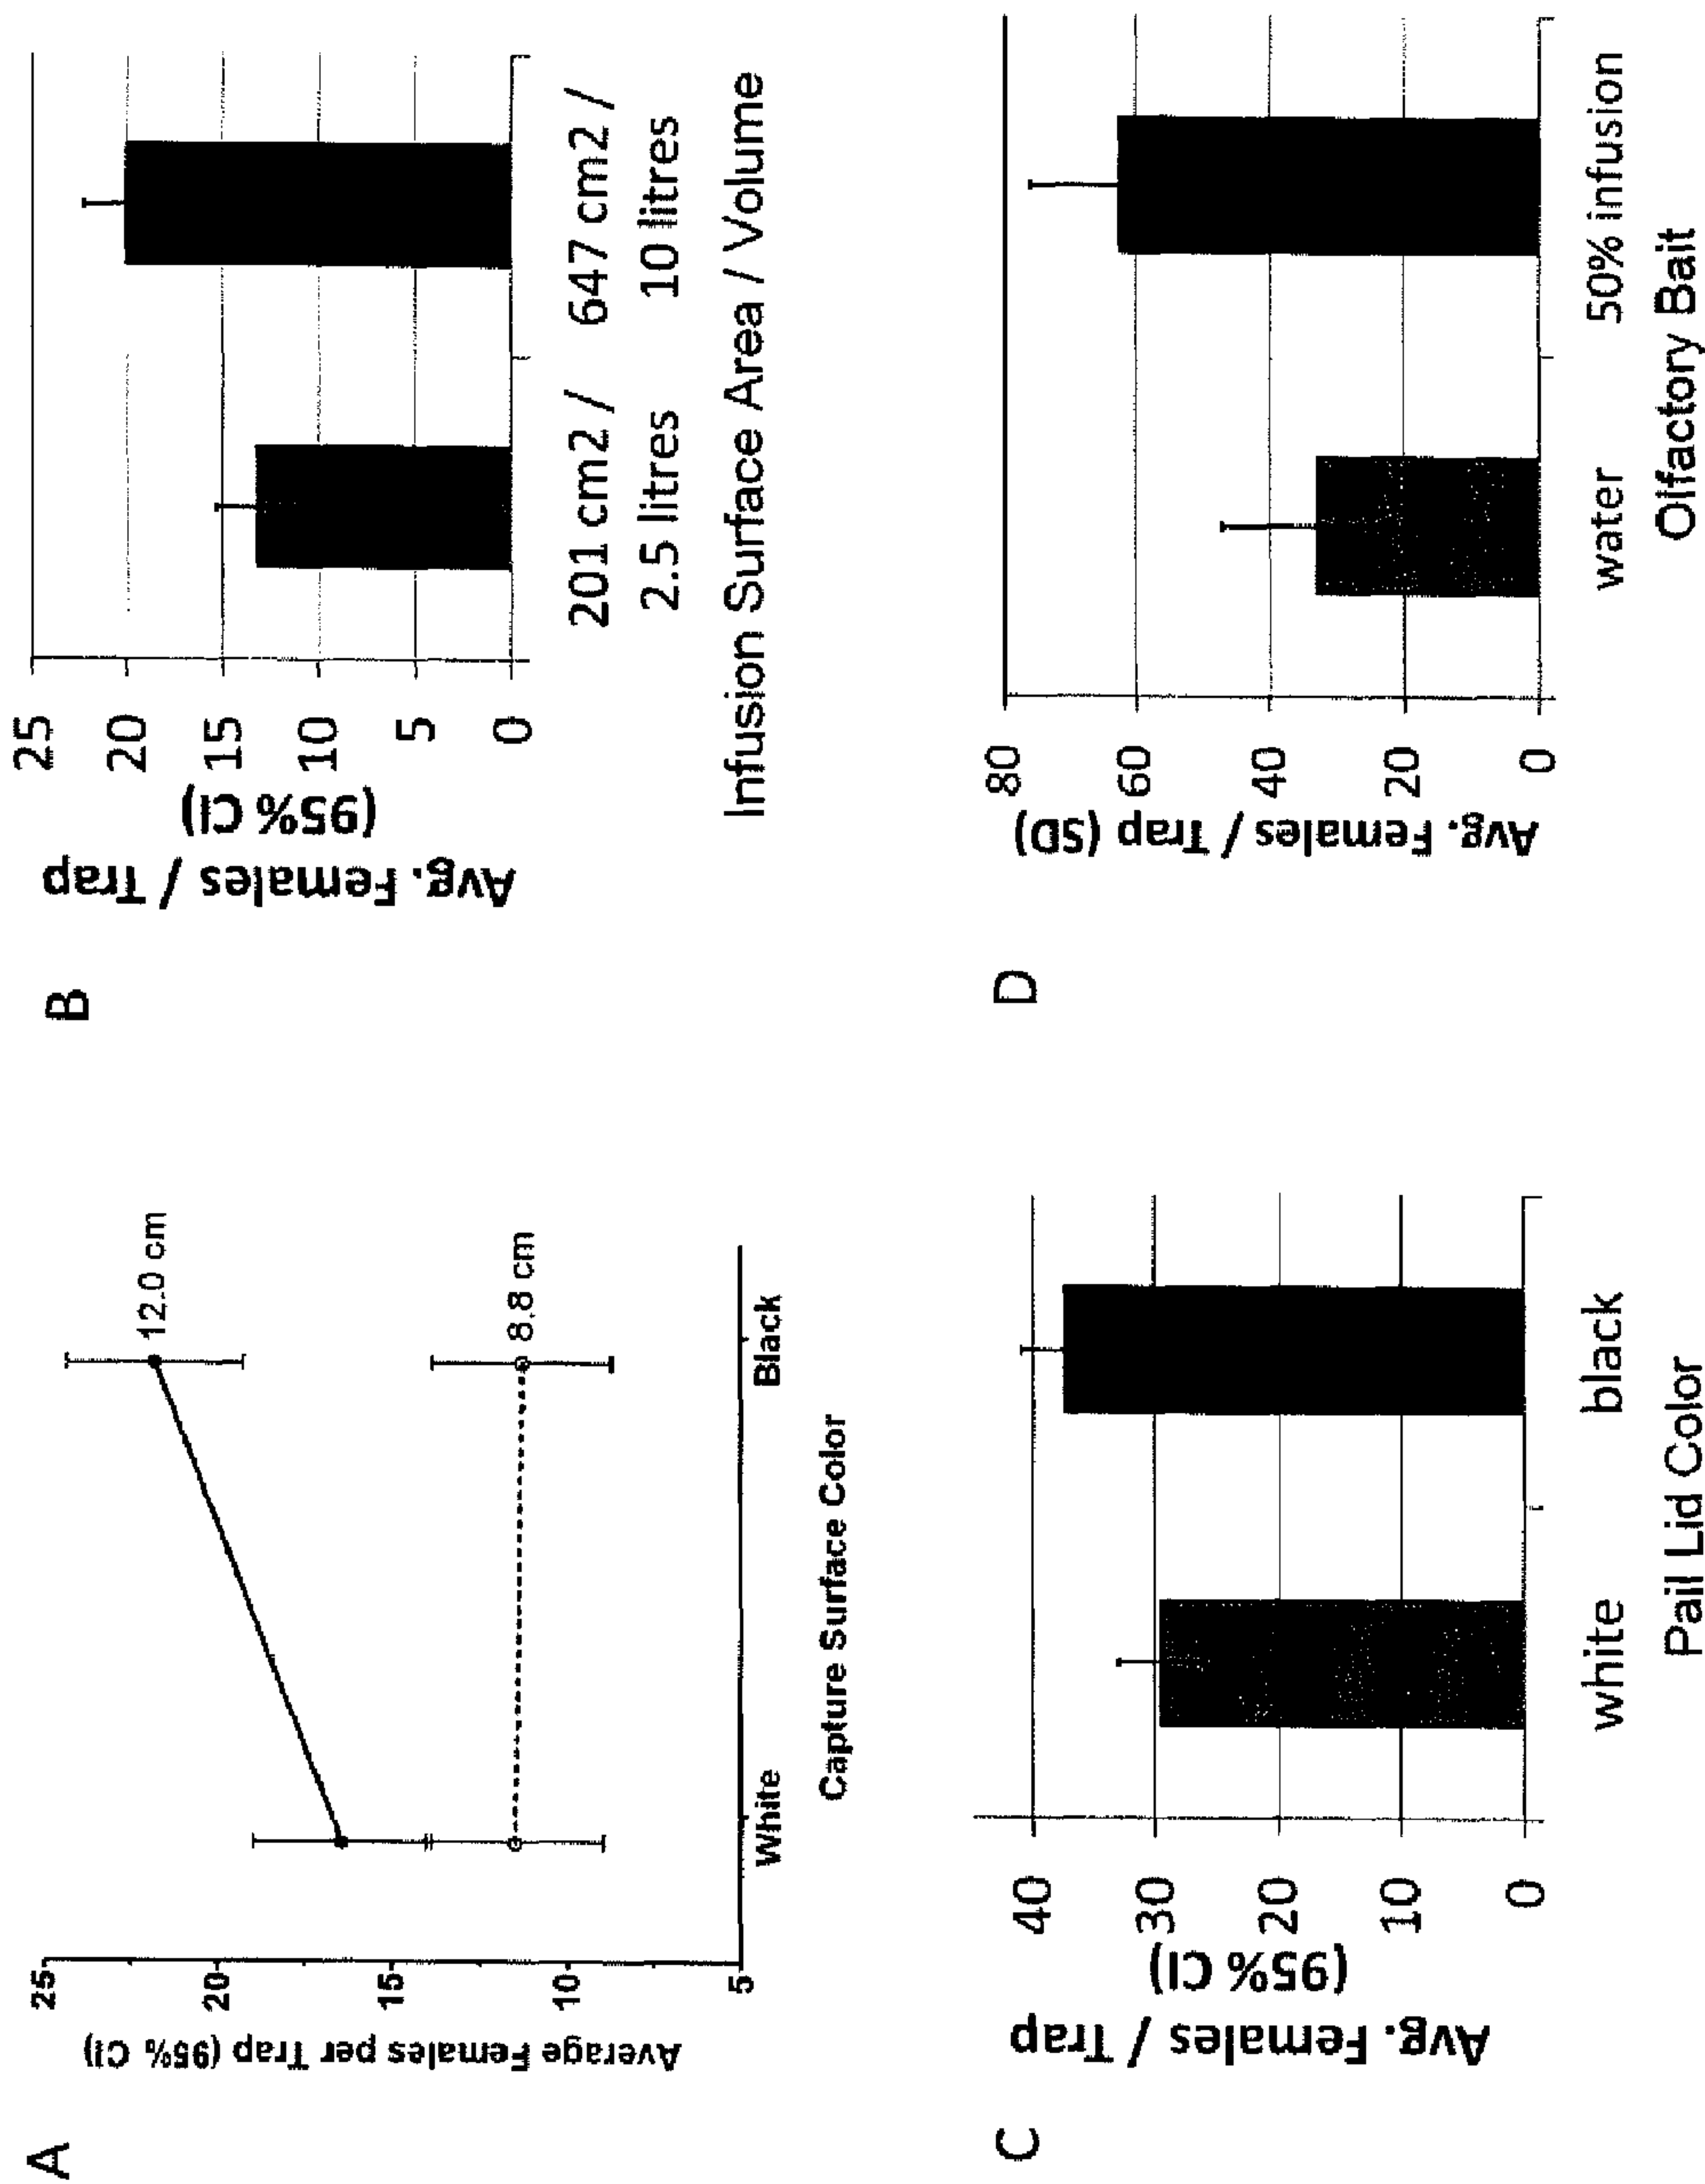 A
Average Females per Trap (95% CI)
25
20
15
10
5
12.0 cm
8.8 cm
White
Black
Capture Surface Color
B
Avg. Females / Trap
(95% CI)
25
20
15
10
5
0
201 cm2 /
2.5 litres
647 cm2 /
10 litres
Infusion Surface Area / Volume
C
Avg. Females / Trap
(95% CI)
40
30
20
10
0
white
black
Pail Lid Color
D
Avg. Females / Trap (SD)
80
60
40
20
0
water
50% infusion
Olfactory Bait